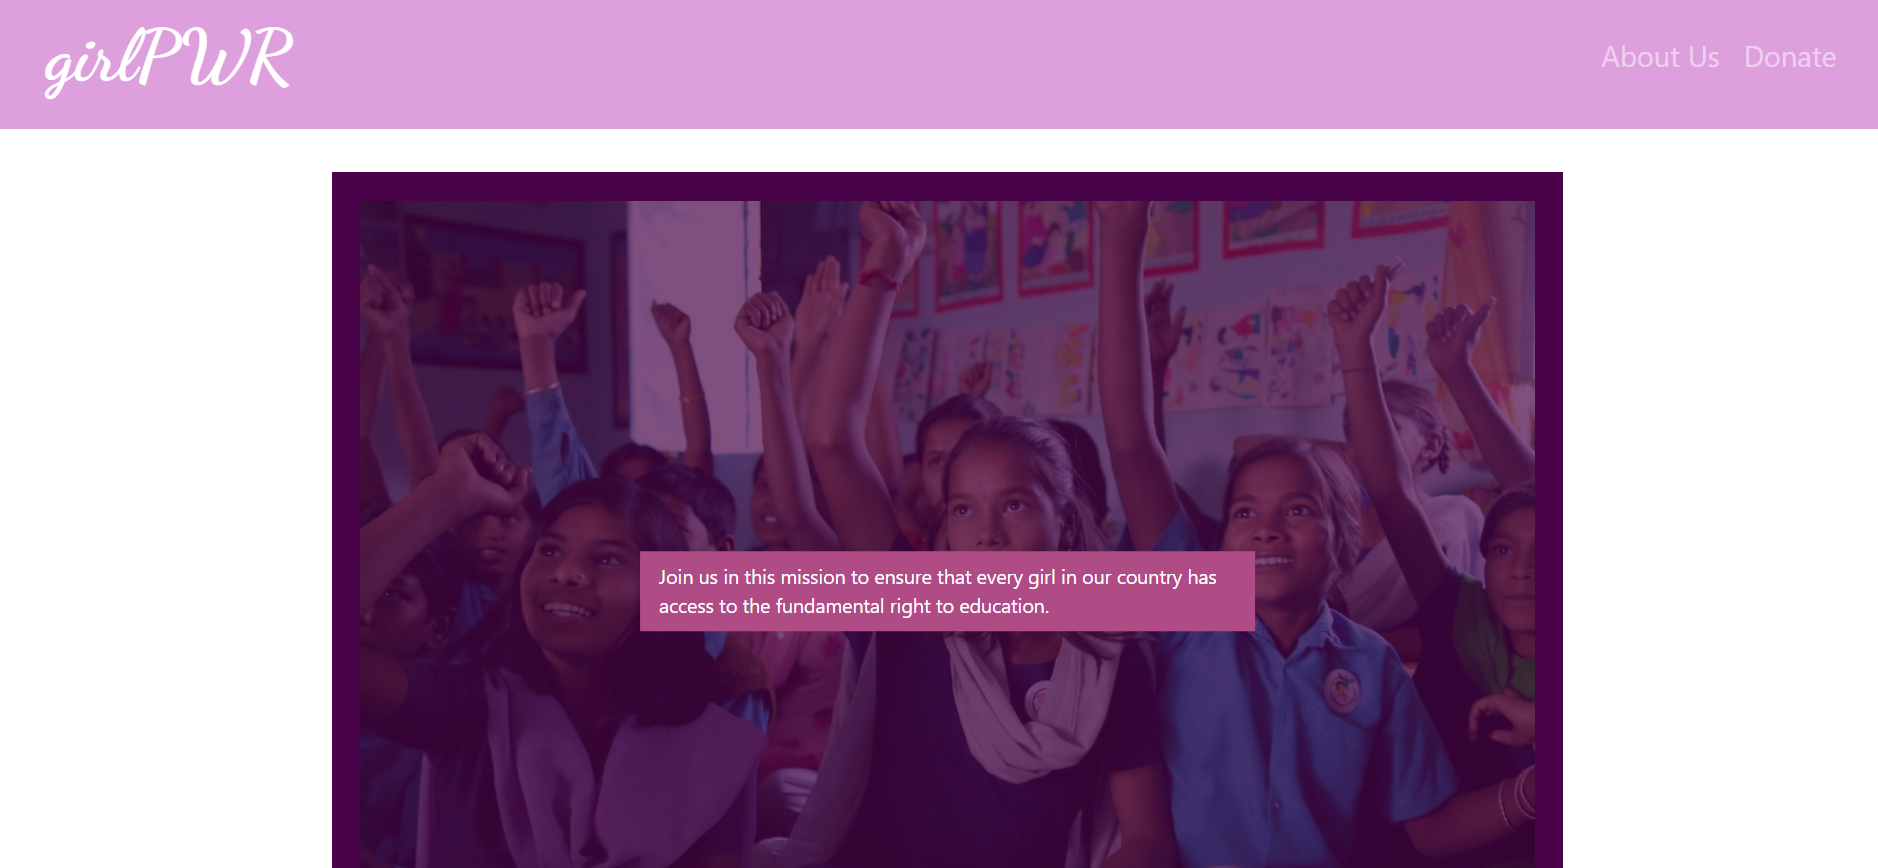 girlPWR
About Us Donate
Join us in this mission to ensure that every girl in our country has
access to the fundamental right to education.